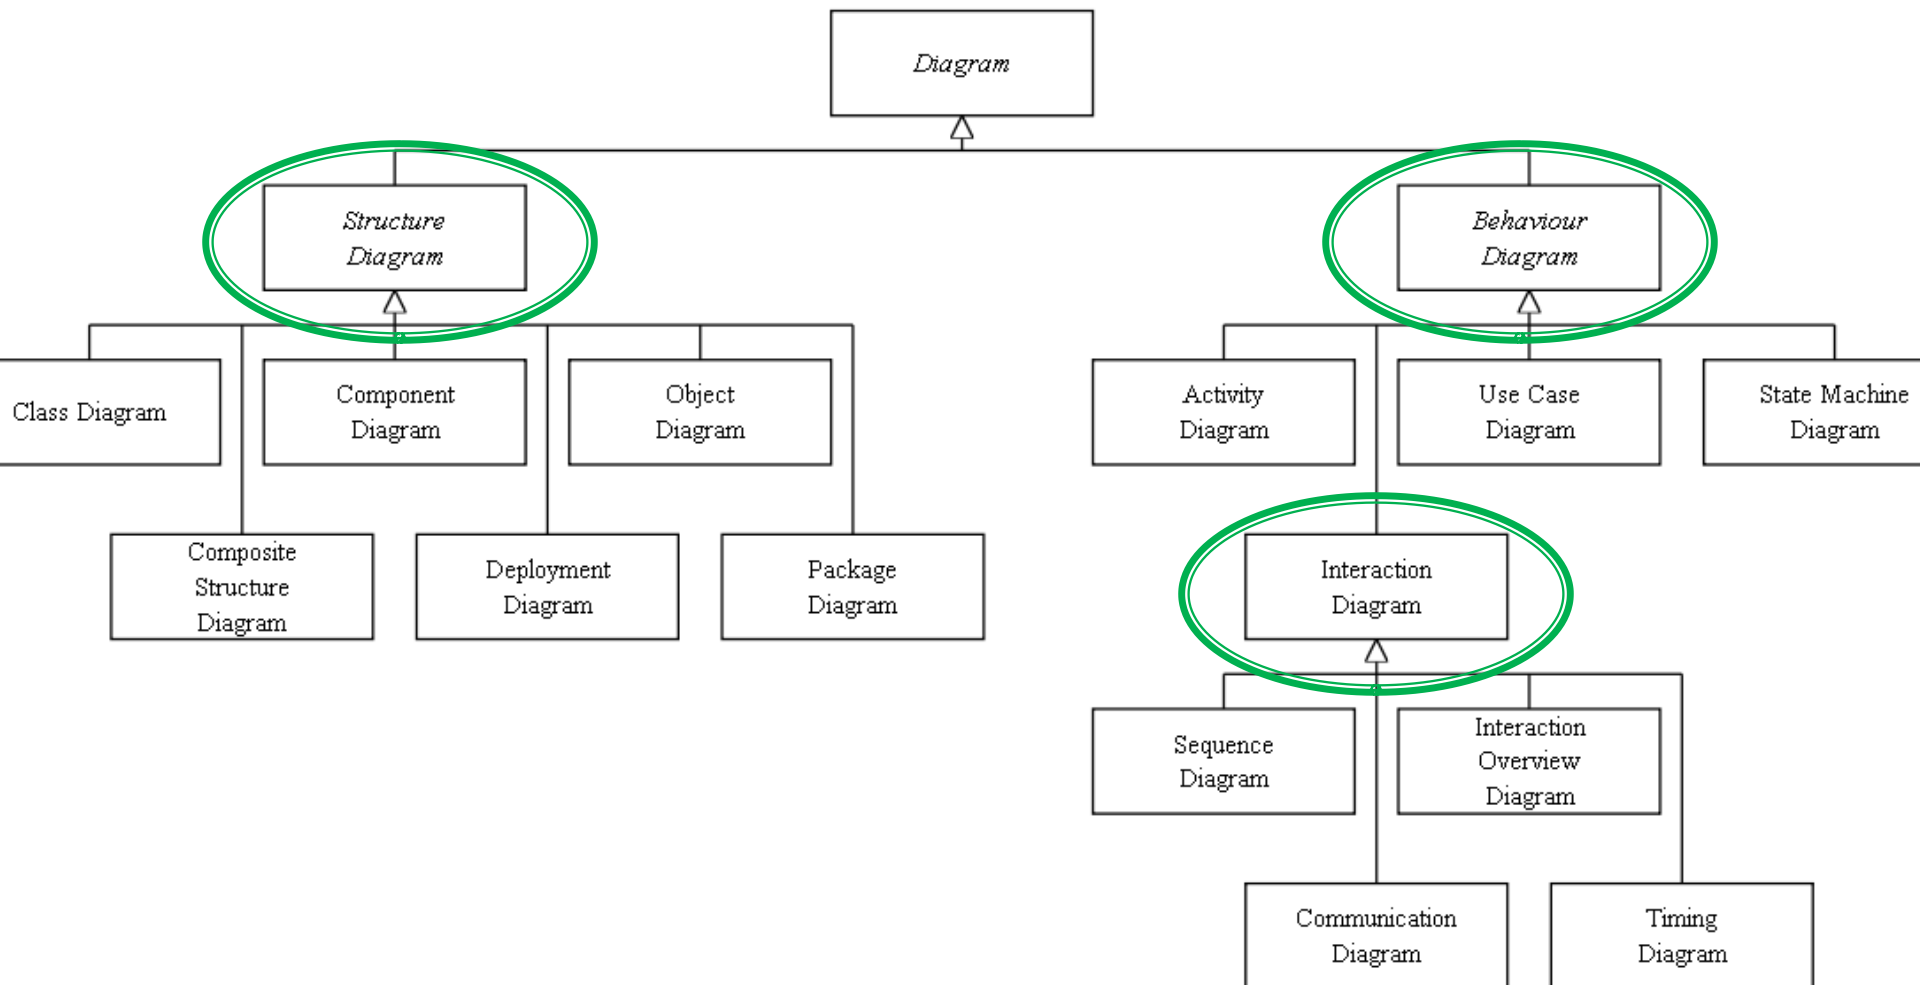 Diagram
Structure
Diagram
Behaviour
Diagram
Class Diagram
Component
Diagram
Object
Diagram
Activity
Diagram
Use Case
Diagram
State Machine
Diagram
Composite
Structure
Diagram
Deployment
Diagram
Package
Diagram
Interaction
Diagram
Sequence
Diagram
Interaction
Overview
Diagram
Communication
Diagram
Timing
Diagram